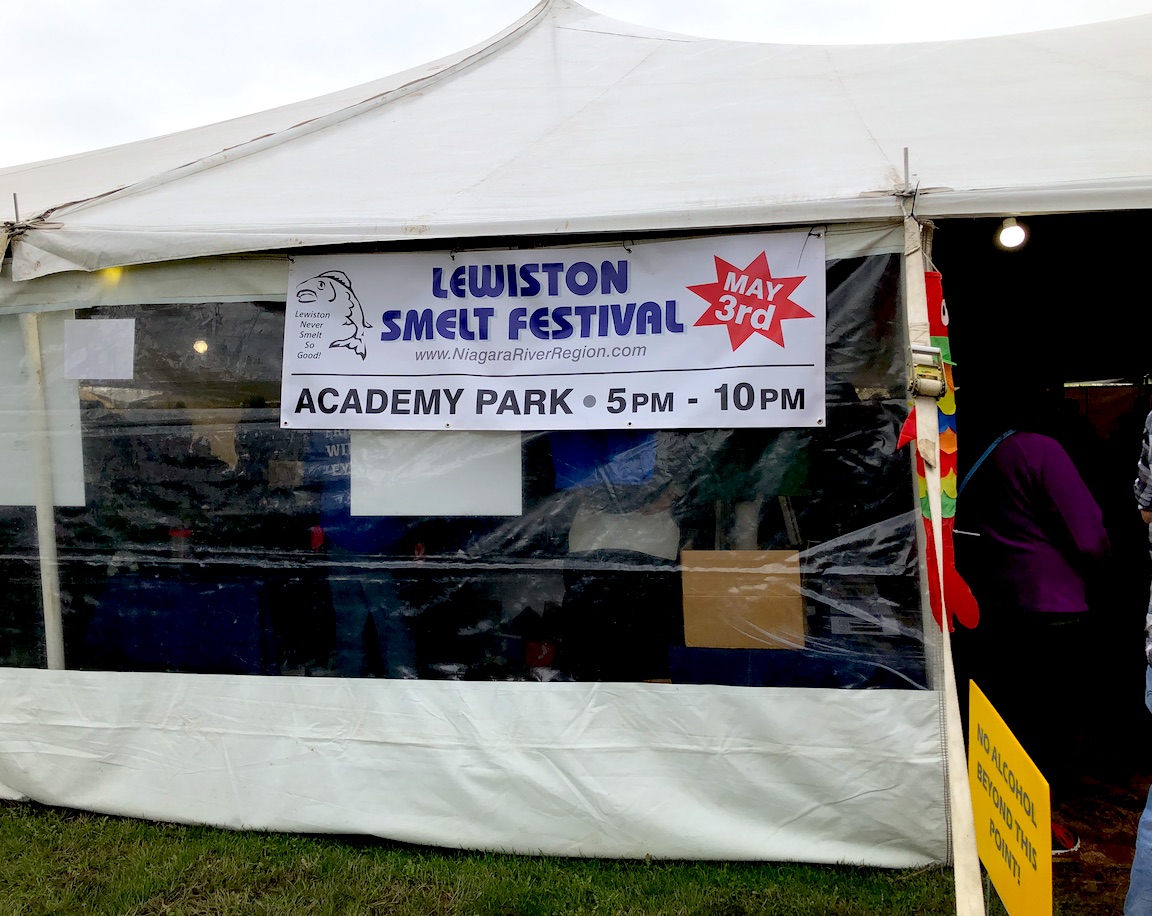 LEWISTON
SMELT FESTIVAL
MAY
3rd
Lewiston
Never
Smelt
So
Good!
www.NiagaraRiverRegion.com
ACADEMY PARK • 5PM - 10PM
NO ALCOHOL
BEYOND THIS
POINT!